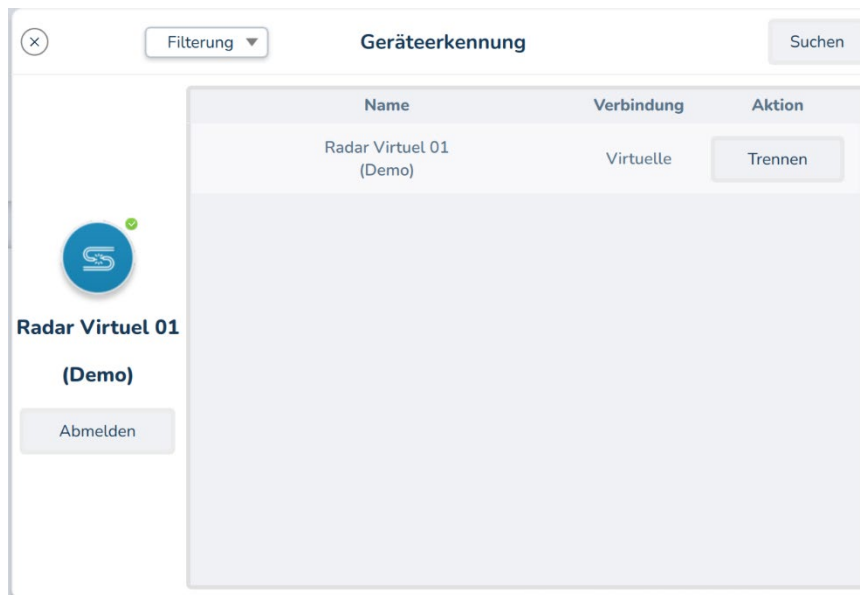 Filterung
Geräteerkennung
Suchen
Name
Verbindung
Aktion
Radar Virtuel 01
(Demo)
Virtuelle
Trennen
Radar Virtuel 01
(Demo)
Abmelden